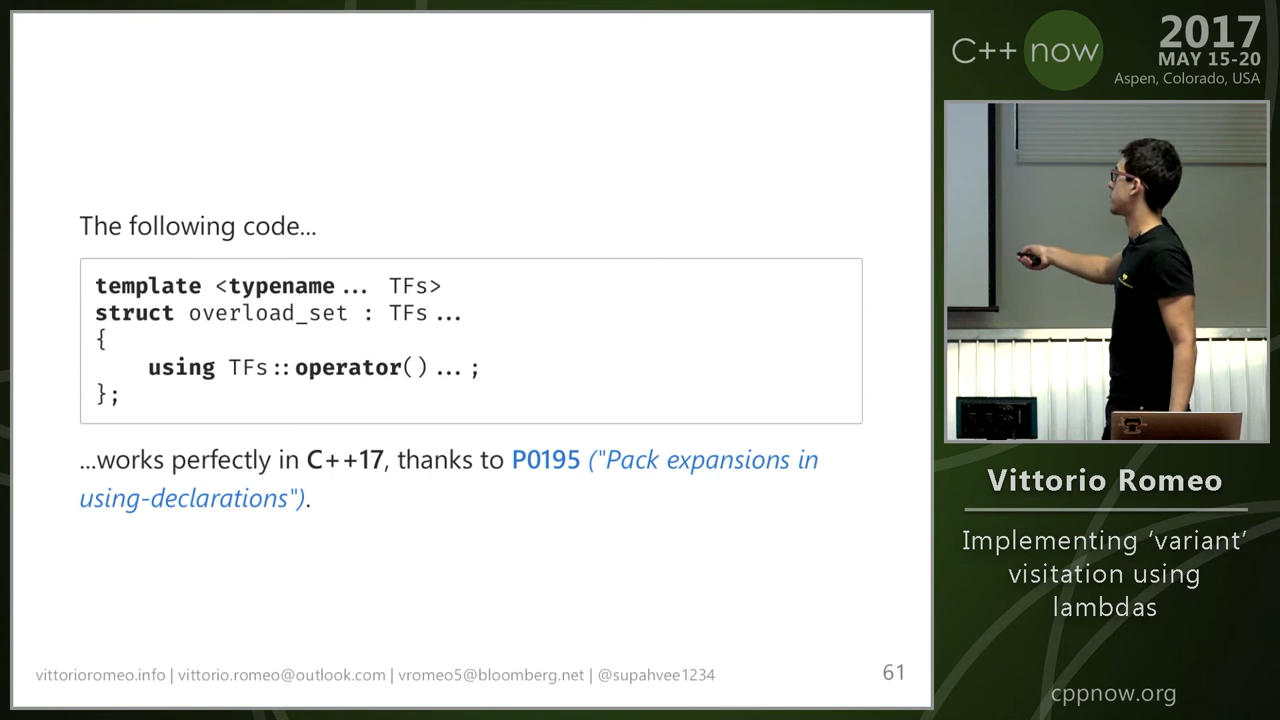 The following code...
template <typename... TFs>
struct overload_set : TFs...
{
using TFs::operator()...;
};
...works perfectly in C++17, thanks to P0195 ("Pack expansions in
using-declarations").
vittorioromeo.info | vittorio.romeo@outlook.com | vromeo5@bloomberg.net | @supahvee1234
61
C++ now
2017
MAY 15-20
Aspen, Colorado, USA
Vittorio Romeo
Implementing ‘variant’
visitation using
lambdas
cppnow.org